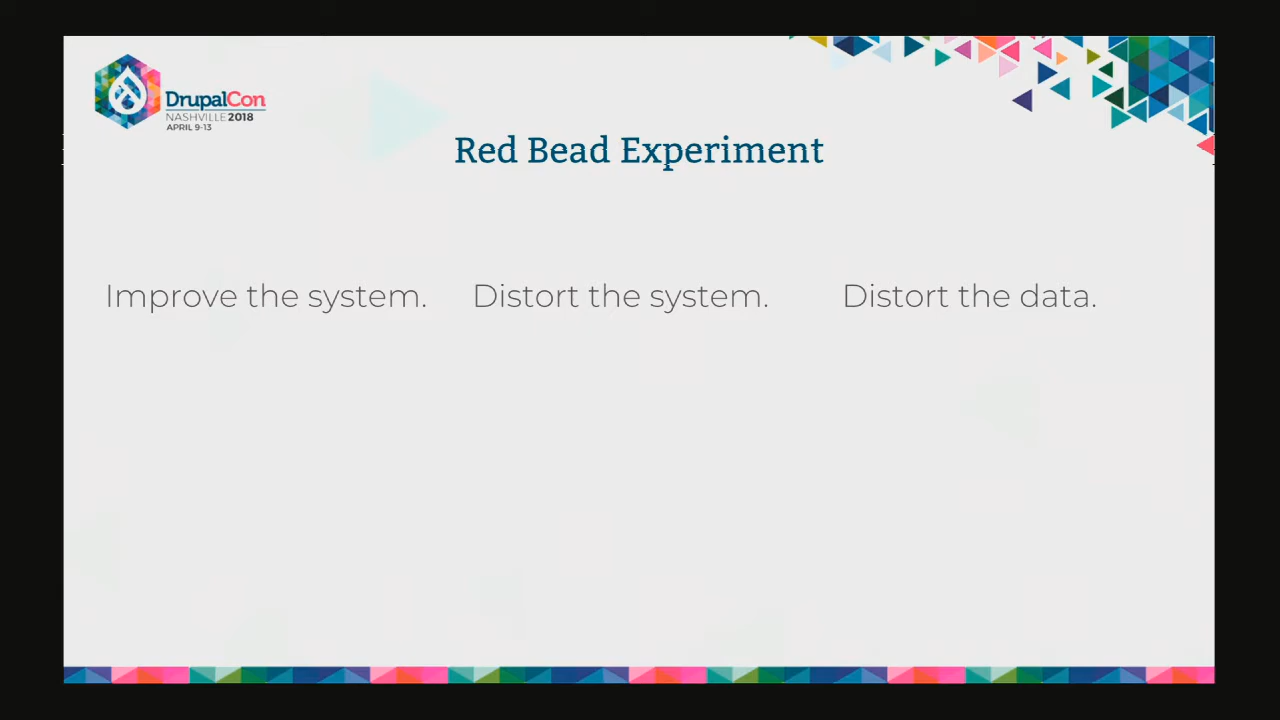 DrupalCon
NASHVILLE 2018
APRIL 9-13
Red Bead Experiment
Improve the system. Distort the system. Distort the data.